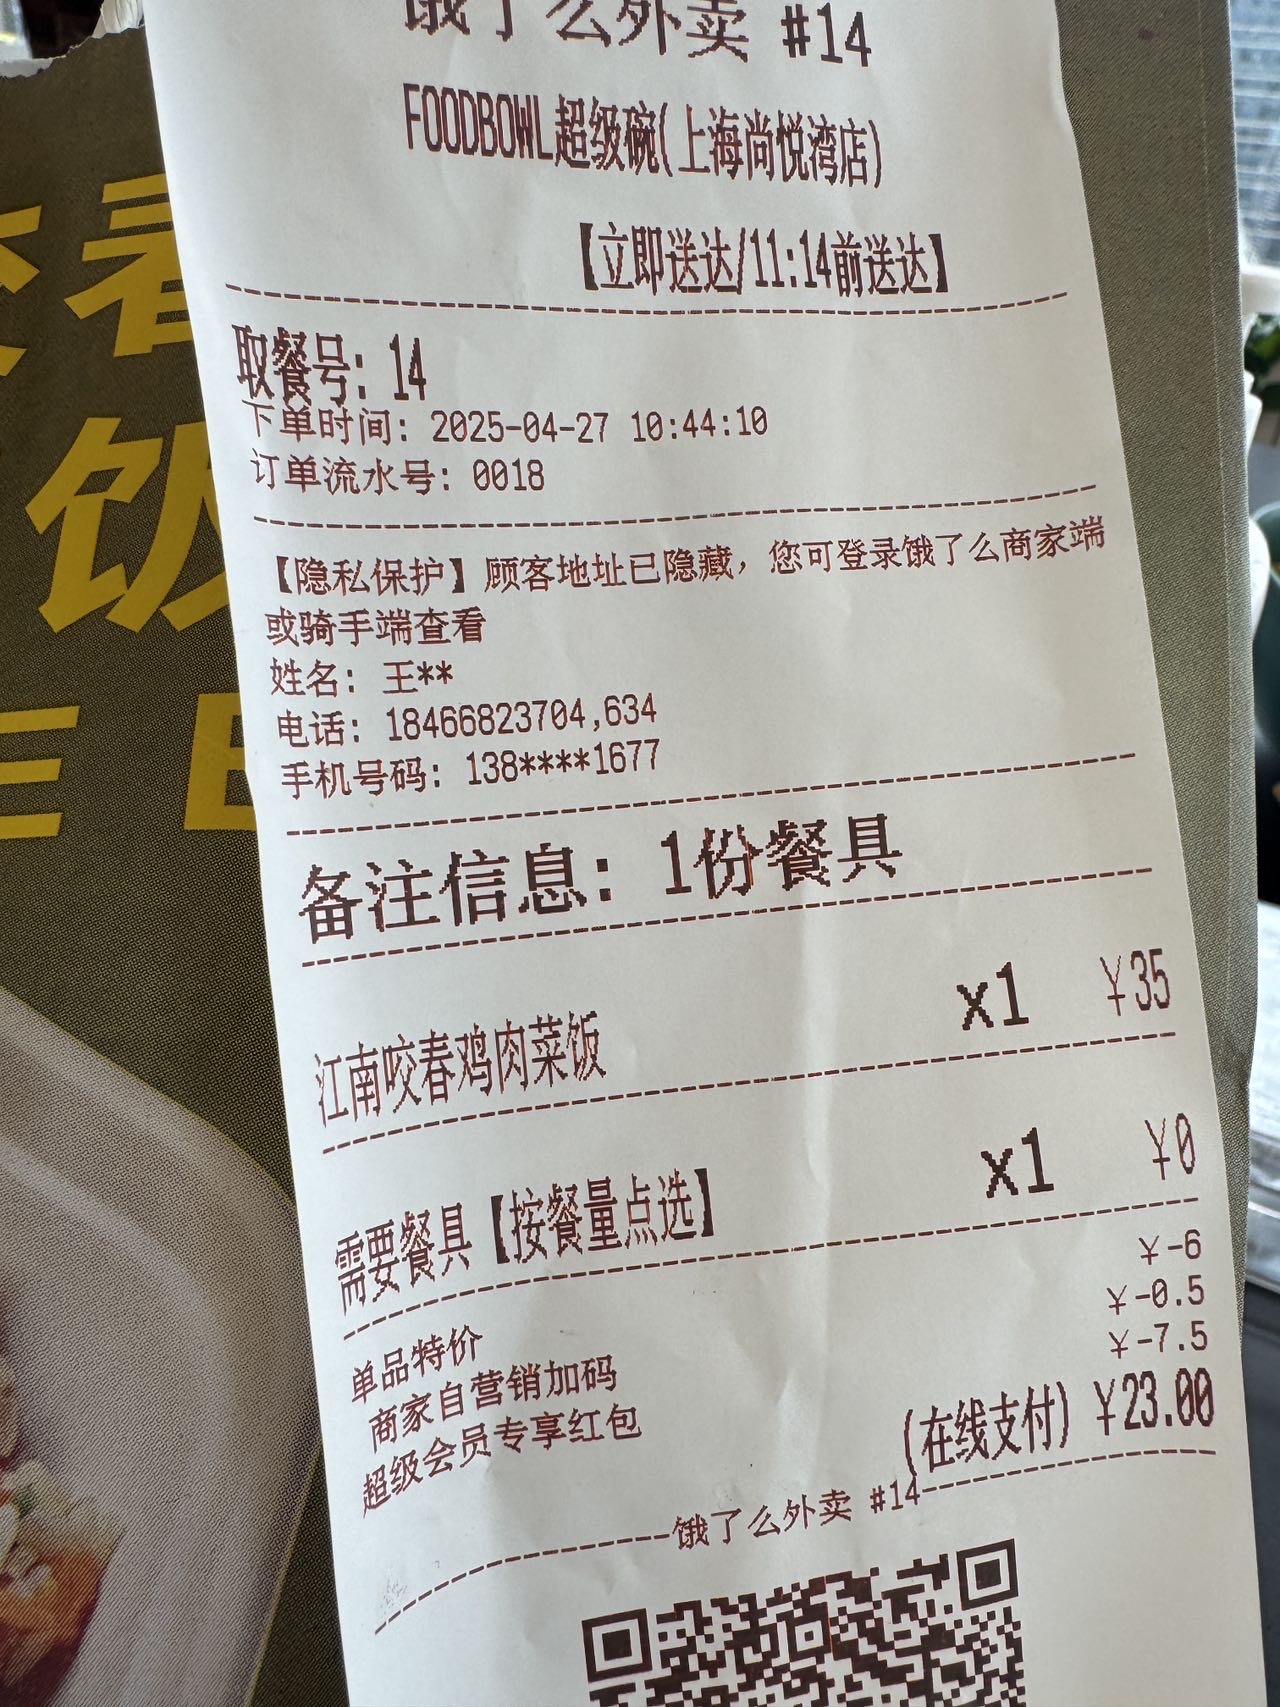 饿了么外卖 #14
FOODBOWL超级碗(上海尚悦湾店)
【立即送达/11:14前送达】
取餐号: 14
下单时间: 2025-04-27 10:44:10
订单流水号: 0018
【隐私保护】顾客地址已隐藏，您可登录饿了么商家端
或骑手端查看
姓名: 王**
电话: 18466823704,634
手机号码: 138****1677
备注信息: 1份餐具
江南咬春鸡肉菜饭 x1 ¥35
需要餐具【按餐量点选】 x1 ¥0
单品特价 ¥-6
商家自营销加码 ¥-0.5
超级会员专享红包 ¥-7.5
(在线支付) ¥23.00
饿了么外卖 #14
春
饭